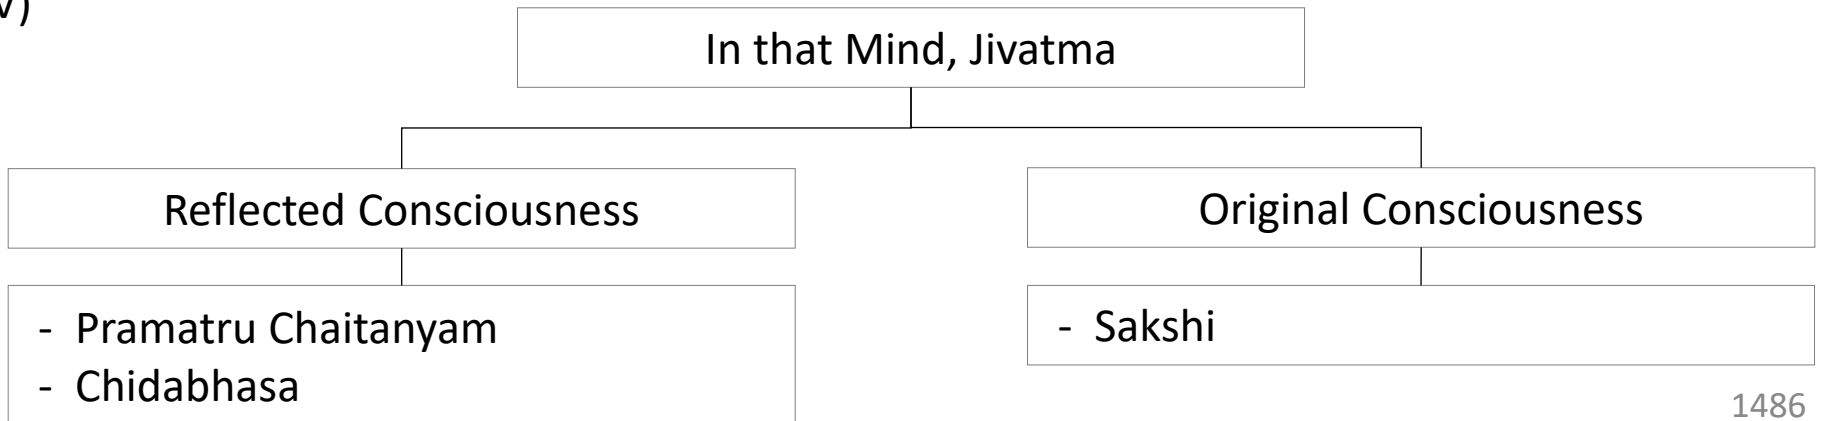 v)
In that Mind, Jivatma
Reflected Consciousness
Original Consciousness
- Pramatru Chaitanyam
- Chidabhasa
- Sakshi
1486